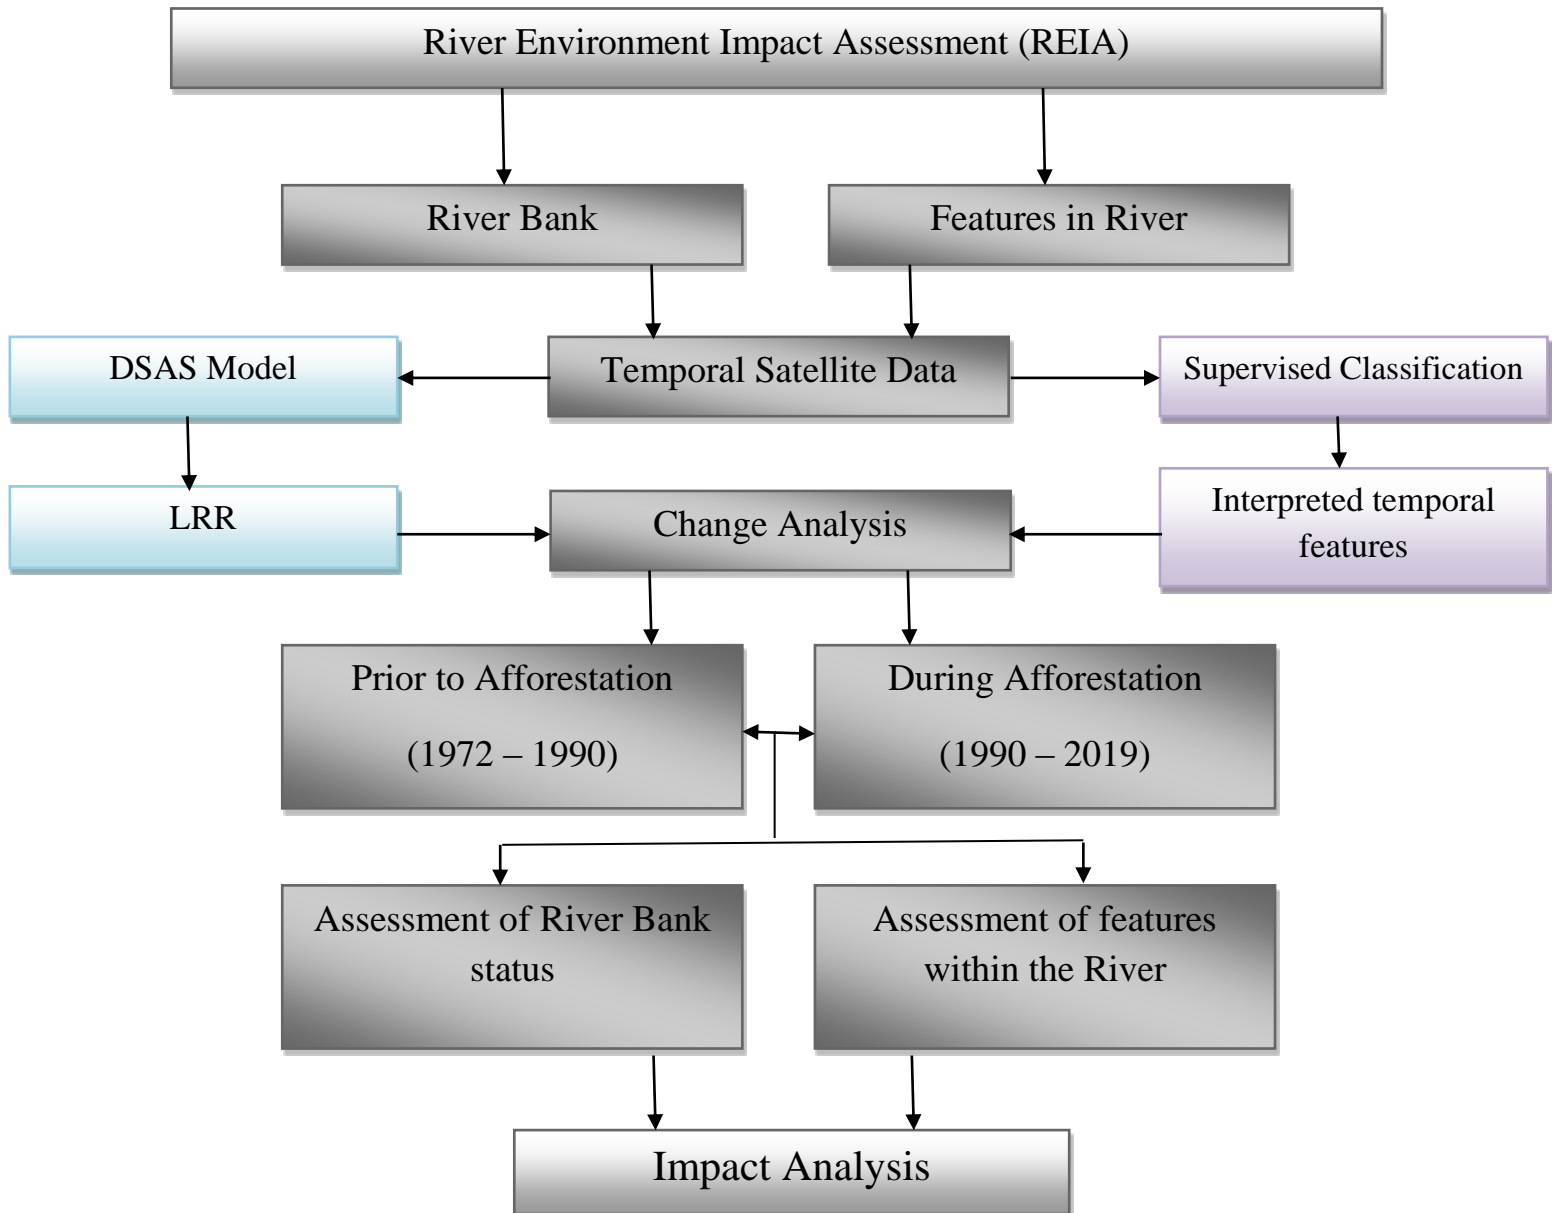 River Environment Impact Assessment (REIA)
River Bank
Features in River
DSAS Model
Temporal Satellite Data
Supervised Classification
LRR
Change Analysis
Interpreted temporal
features
Prior to Afforestation
(1972 – 1990)
During Afforestation
(1990 – 2019)
Assessment of River Bank
status
Assessment of features
within the River
Impact Analysis